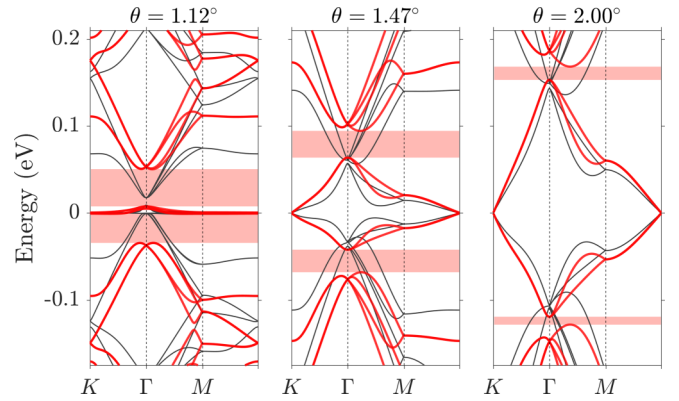 θ = 1.12° θ = 1.47° θ = 2.00°
0.2
0.1
0
-0.1
Energy (eV)
K Γ M K Γ M K Γ M